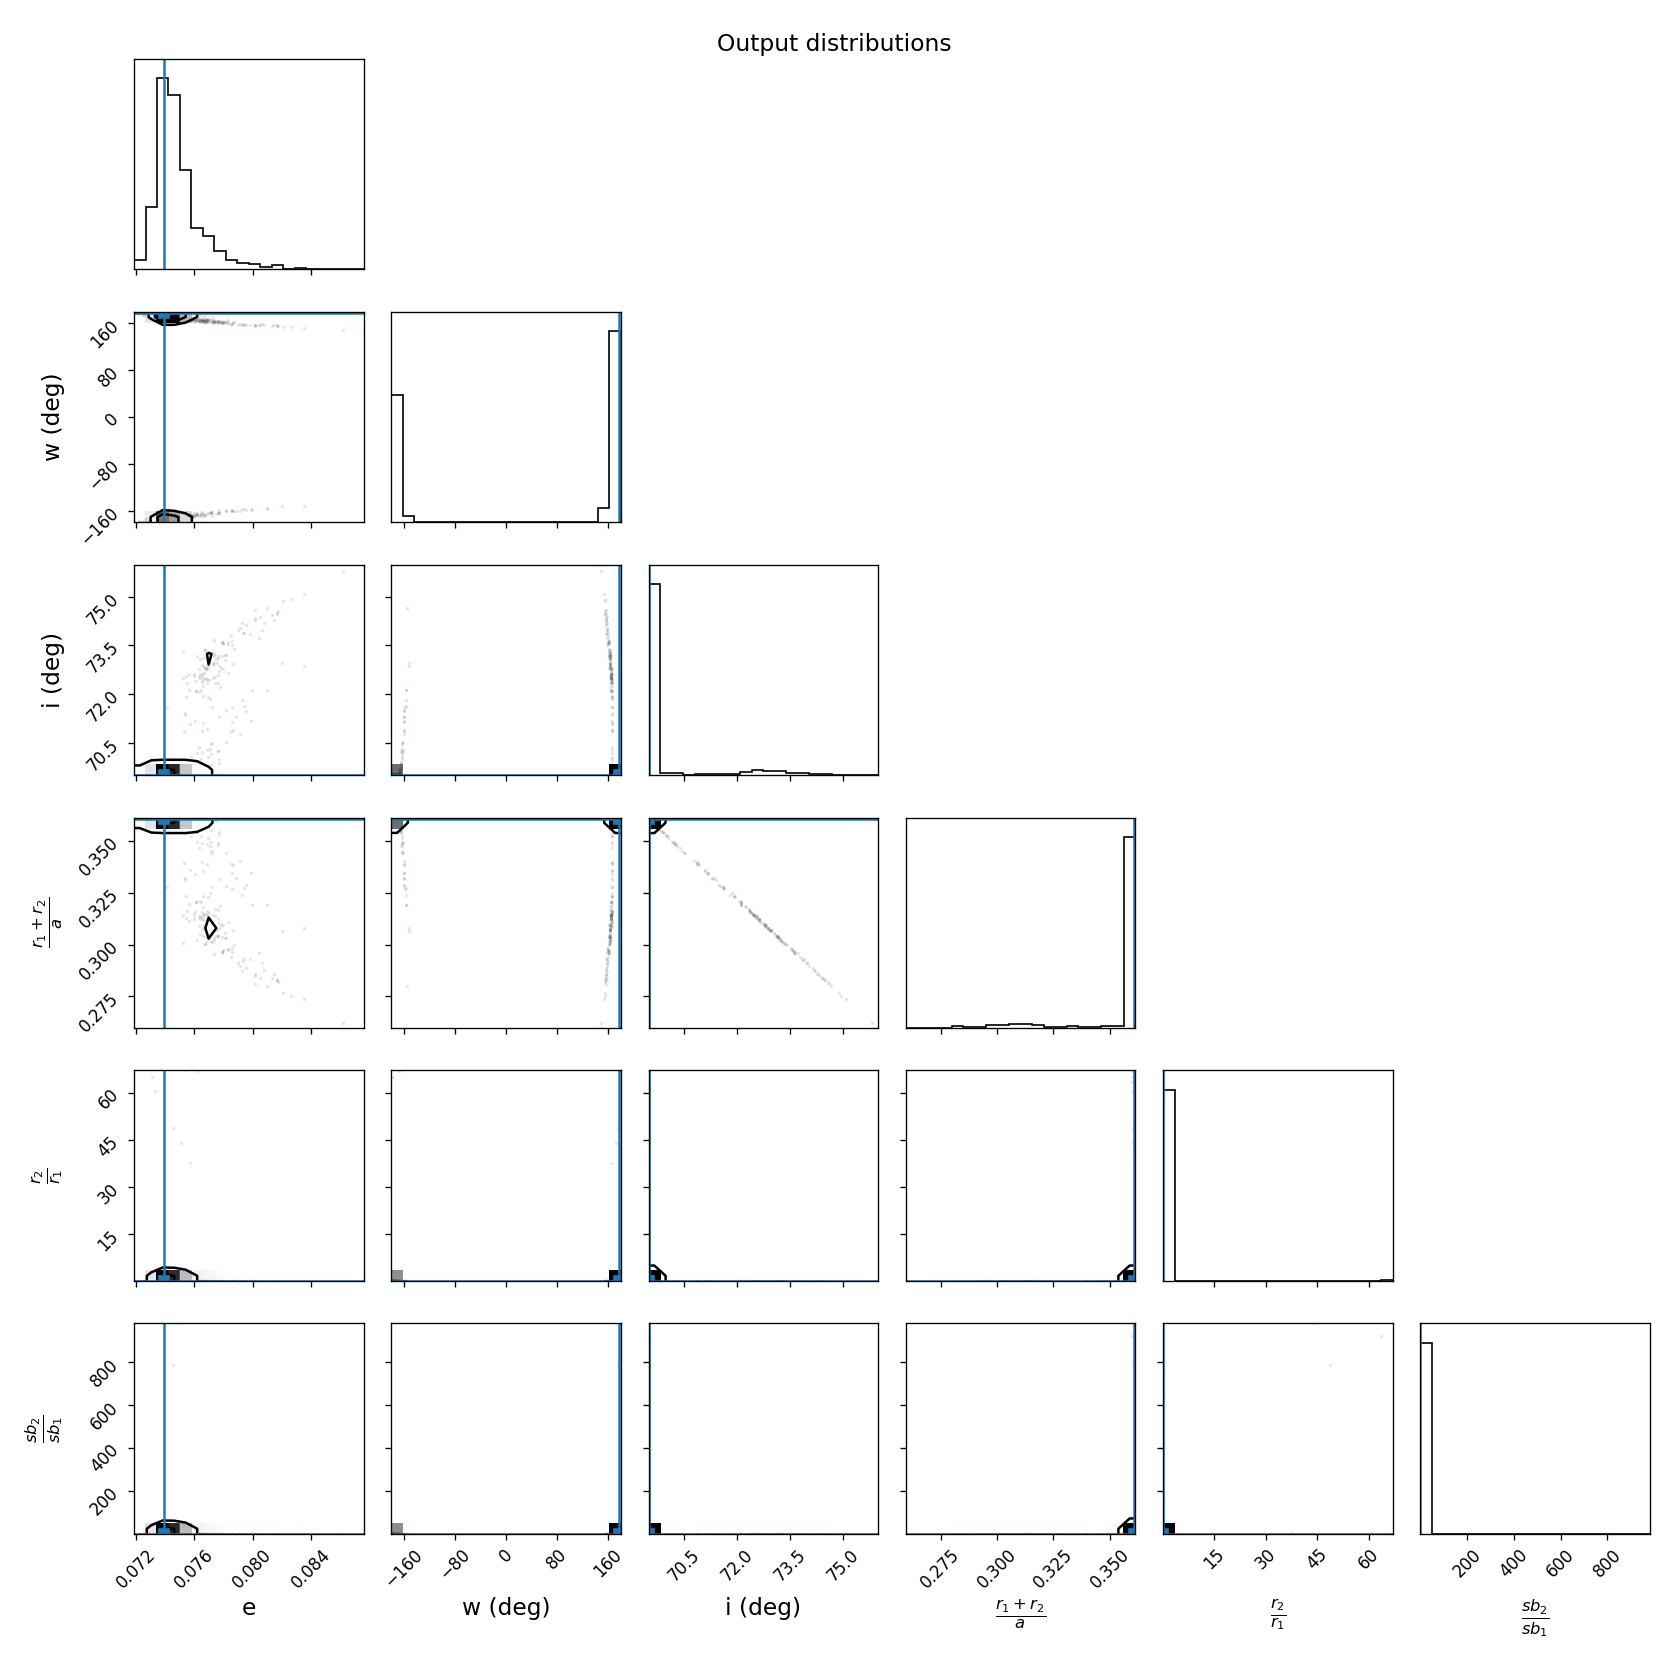 Output distributions
160
80
0
−80
−160
w (deg)
75.0
73.5
72.0
70.5
i (deg)
0.350
0.325
0.300
0.275
r₁ + r₂
a
60
45
30
15
r₂
r₁
800
600
400
200
sb₂
sb₁
0.072 0.076 0.080 0.084 −160 −80 0 80 160 70.5 72.0 73.5 75.0 0.275 0.300 0.325 0.350 15 30 45 60 200 400 600 800
e w (deg) i (deg) r₁ + r₂ r₂ sb₂
a r₁ sb₁